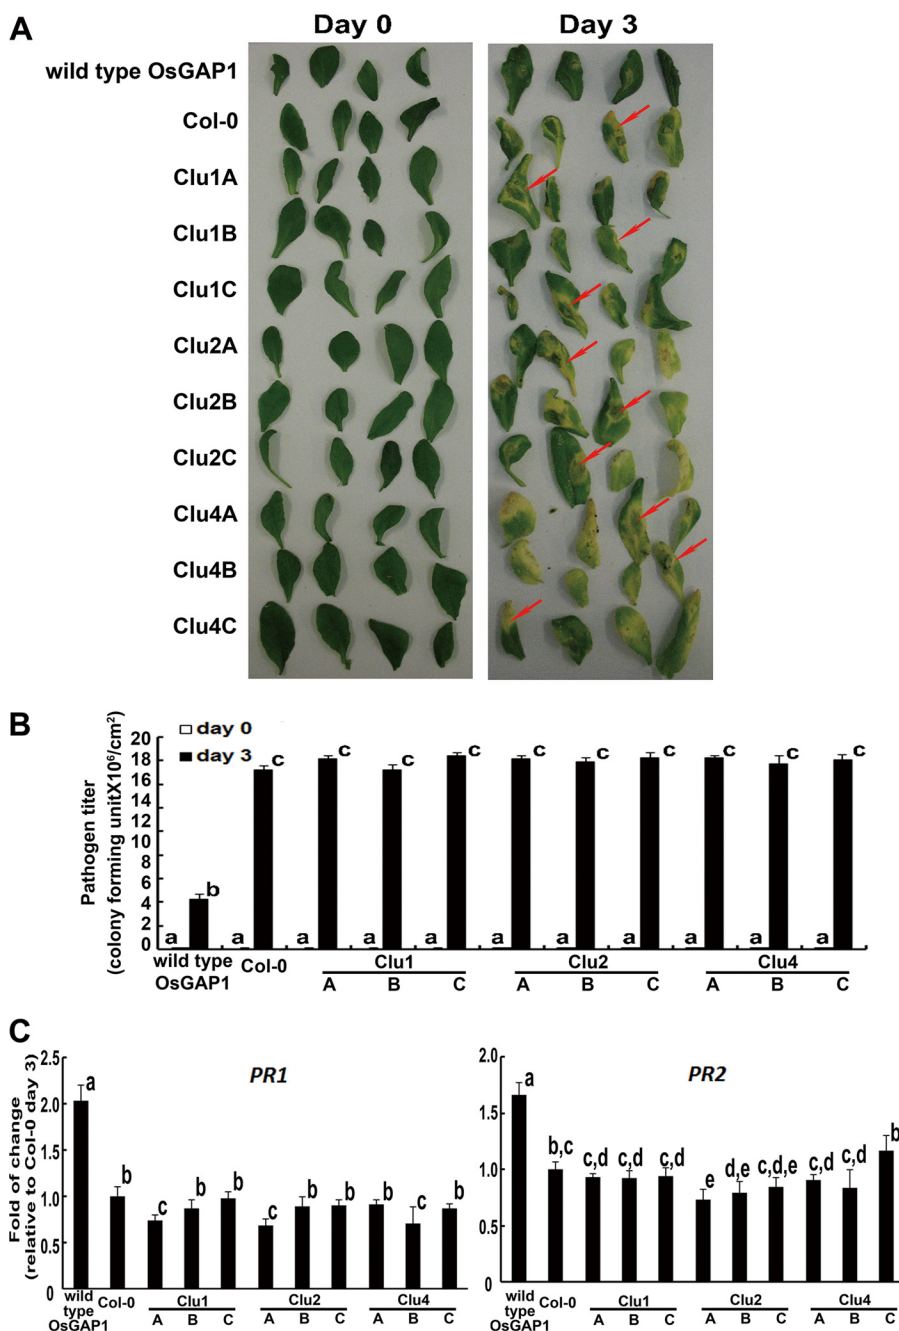 A
Day 0
Day 3
wild type OsGAP1
Col-0
Clu1A
Clu1B
Clu1C
Clu2A
Clu2B
Clu2C
Clu4A
Clu4B
Clu4C
B
Pathogen titer
(colony forming unitX10⁶/cm²)
20
18
16
14
12
10
8
6
4
2
0
day 0
day 3
a b a c a c a c a c a c a c a c a c a c a c
wild type
OsGAP1
Col-0
Clu1
Clu2
Clu4
A B C A B C A B C
C
Fold of change
(relative to Col-0 day 3)
2.5
2.0
1.5
1.0
0.5
0
PR1
a b c b b c b b b c b
wild
type
OsGAP1
Col-0
Clu1
Clu2
Clu4
A B C A B C A B C
2.0
1.5
1.0
0.5
0
PR2
a b,c c,d c,d c,d e d,e c,d,e c,d c,d b
wild
type
OsGAP1
Col-0
Clu1
Clu2
Clu4
A B C A B C A B C